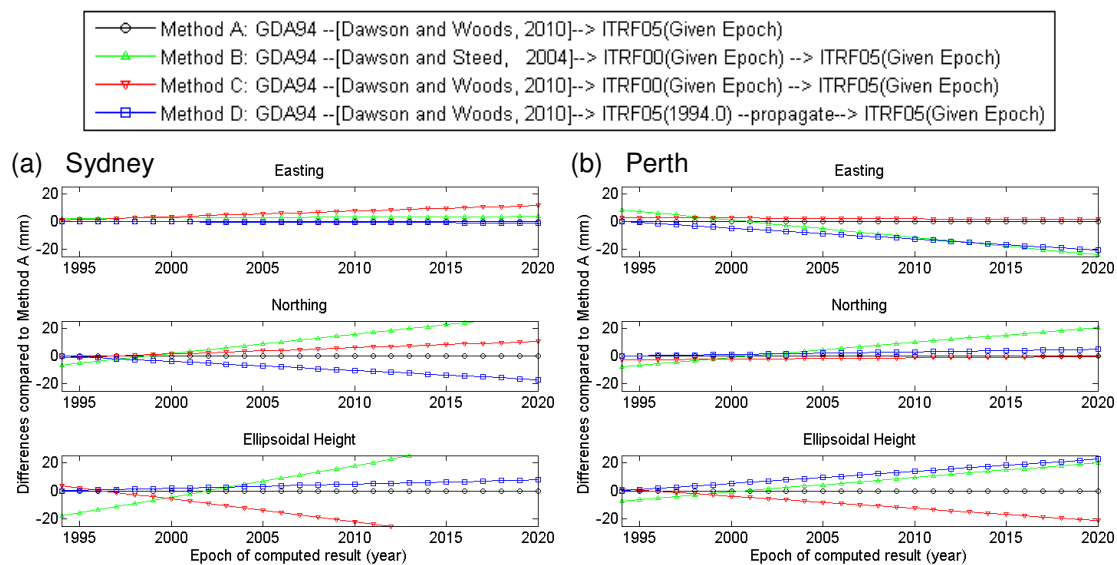 Method A: GDA94 --[Dawson and Woods, 2010]--> ITRF05(Given Epoch)
Method B: GDA94 --[Dawson and Steed, 2004]--> ITRF00(Given Epoch) --> ITRF05(Given Epoch)
Method C: GDA94 --[Dawson and Woods, 2010]--> ITRF00(Given Epoch) --> ITRF05(Given Epoch)
Method D: GDA94 --[Dawson and Woods, 2010]--> ITRF05(1994.0) --propagate--> ITRF05(Given Epoch)
(a) Sydney
Differences compared to Method A (mm)
Easting
20
0
-20
1995 2000 2005 2010 2015 2020
Northing
20
0
-20
1995 2000 2005 2010 2015 2020
Ellipsoidal Height
20
0
-20
1995 2000 2005 2010 2015 2020
Epoch of computed result (year)
(b) Perth
Differences compared to Method A (mm)
Easting
20
0
-20
1995 2000 2005 2010 2015 2020
Northing
20
0
-20
1995 2000 2005 2010 2015 2020
Ellipsoidal Height
20
0
-20
1995 2000 2005 2010 2015 2020
Epoch of computed result (year)